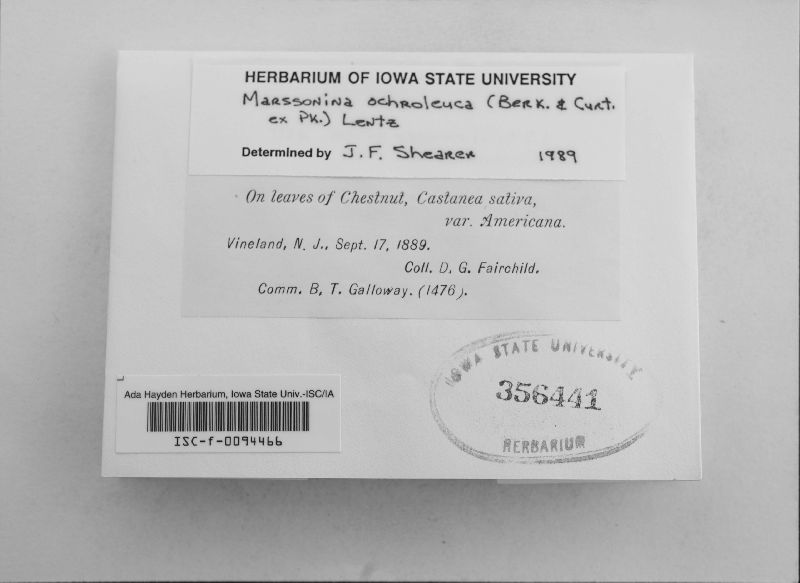 HERBARIUM OF IOWA STATE UNIVERSITY
Marssonina ochroleuca (Berk. & Curt.
ex Pk.) Lentz
Determined by J. F. Shearer 1989
On leaves of Chestnut, Castanea sativa,
var. Americana.
Vineland, N. J., Sept. 17, 1889.
Coll. D. G. Fairchild.
Comm. B. T. Galloway. (1476).
IOWA STATE UNIVERSITY
356441
HERBARIUM
Ada Hayden Herbarium, Iowa State Univ.-ISC/IA
ISC-f-0094466